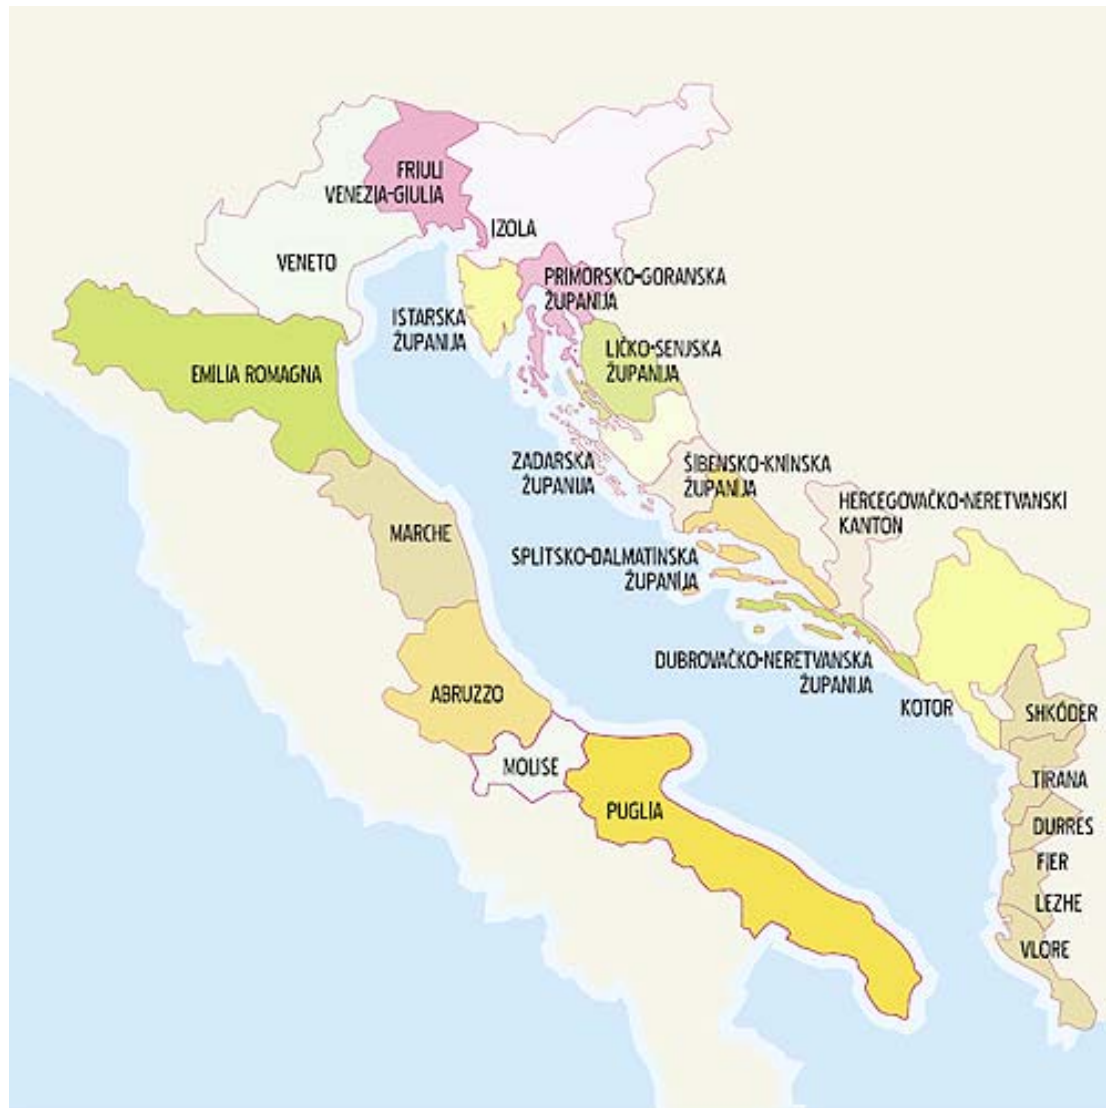 FRIULI
VENEZIA-GIULIA
IZOLA
VENETO
PRIMORSKO-GORANSKA
ŽUPANIJA
ISTARSKA
ŽUPANIJA
LIČKO-SENJSKA
ŽUPANIJA
EMILIA ROMAGNA
ZADARSKA
ŽUPANIJA
ŠIBENSKO-KNINSKA
ŽUPANIJA
HERCEGOVAČKO-NERETVANSKI
KANTON
MARCHE
SPLITSKO-DALMATINSKA
ŽUPANIJA
DUBROVAČKO-NERETVANSKA
ŽUPANIJA
ABRUZZO
KOTOR
SHKÖDER
MOLISE
TIRANA
PUGLIA
DURRES
FIER
LEZHE
VLORE